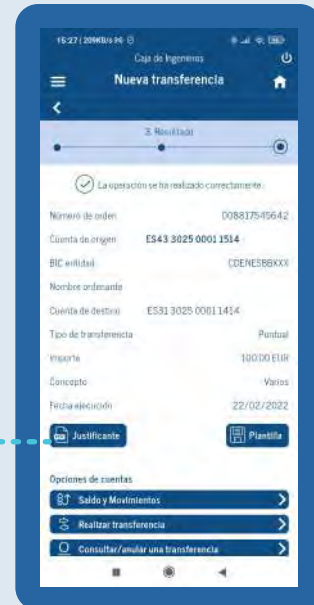 15:27 | 209KB/s
Caja de Ingenieros
Nueva transferencia
3. Resultado
La operación se ha realizado correctamente.
Número de orden 008817545642
Cuenta de origen ES43 3025 0001 1514
BIC entidad CDENESBBXXX
Nombre ordenante
Cuenta de destino ES31 3025 0001 1414
Tipo de transferencia Puntual
Importe 100.00 EUR
Concepto Varios
Fecha ejecución 22/02/2022
Justificante Plantilla
Opciones de cuentas
Saldo y Movimientos
Realizar transferencia
Consultar/anular una transferencia